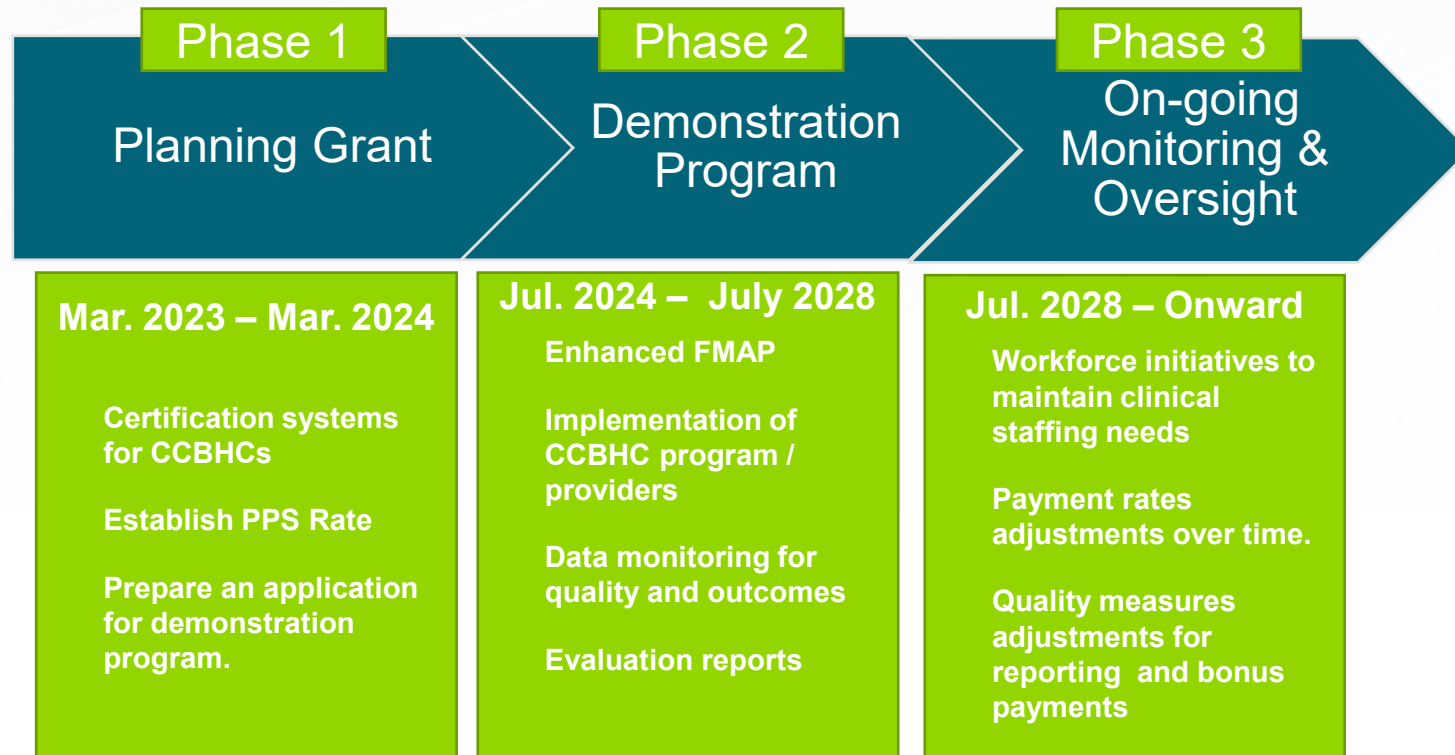 Phase 1
Planning Grant
Mar. 2023 – Mar. 2024
Certification systems
for CCBHCs
Establish PPS Rate
Prepare an application
for demonstration
program.
Phase 2
Demonstration
Program
Jul. 2024 – July 2028
Enhanced FMAP
Implementation of
CCBHC program /
providers
Data monitoring for
quality and outcomes
Evaluation reports
Phase 3
On-going
Monitoring &
Oversight
Jul. 2028 – Onward
Workforce initiatives to
maintain clinical
staffing needs
Payment rates
adjustments over time.
Quality measures
adjustments for
reporting and bonus
payments